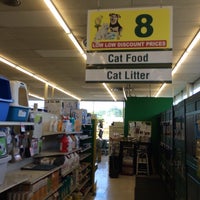 8
LOW LOW DISCOUNT PRICES
Cat Food
Cat Litter